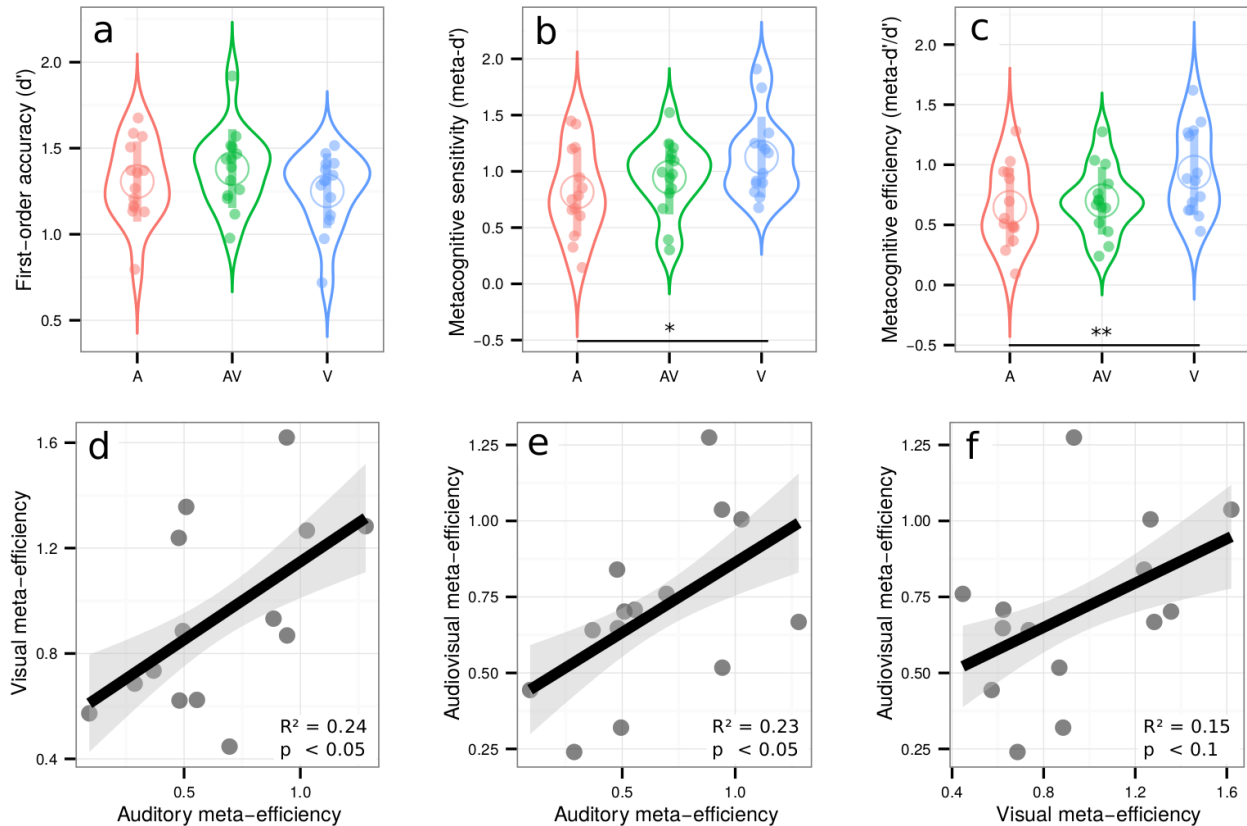 a
First−order accuracy (d')
2.0
1.5
1.0
0.5
A
AV
V
b
Metacognitive sensitivity (meta−d')
2.0
1.5
1.0
0.5
0.0
−0.5
*
A
AV
V
c
Metacognitive efficiency (meta−d'/d')
2.0
1.5
1.0
0.5
0.0
−0.5
**
A
AV
V
d
Visual meta−efficiency
1.6
1.2
0.8
0.4
R² = 0.24
p < 0.05
0.5
1.0
Auditory meta−efficiency
e
Audiovisual meta−efficiency
1.25
1.00
0.75
0.50
0.25
R² = 0.23
p < 0.05
0.5
1.0
Auditory meta−efficiency
f
Audiovisual meta−efficiency
1.25
1.00
0.75
0.50
0.25
R² = 0.15
p < 0.1
0.4
0.8
1.2
1.6
Visual meta−efficiency